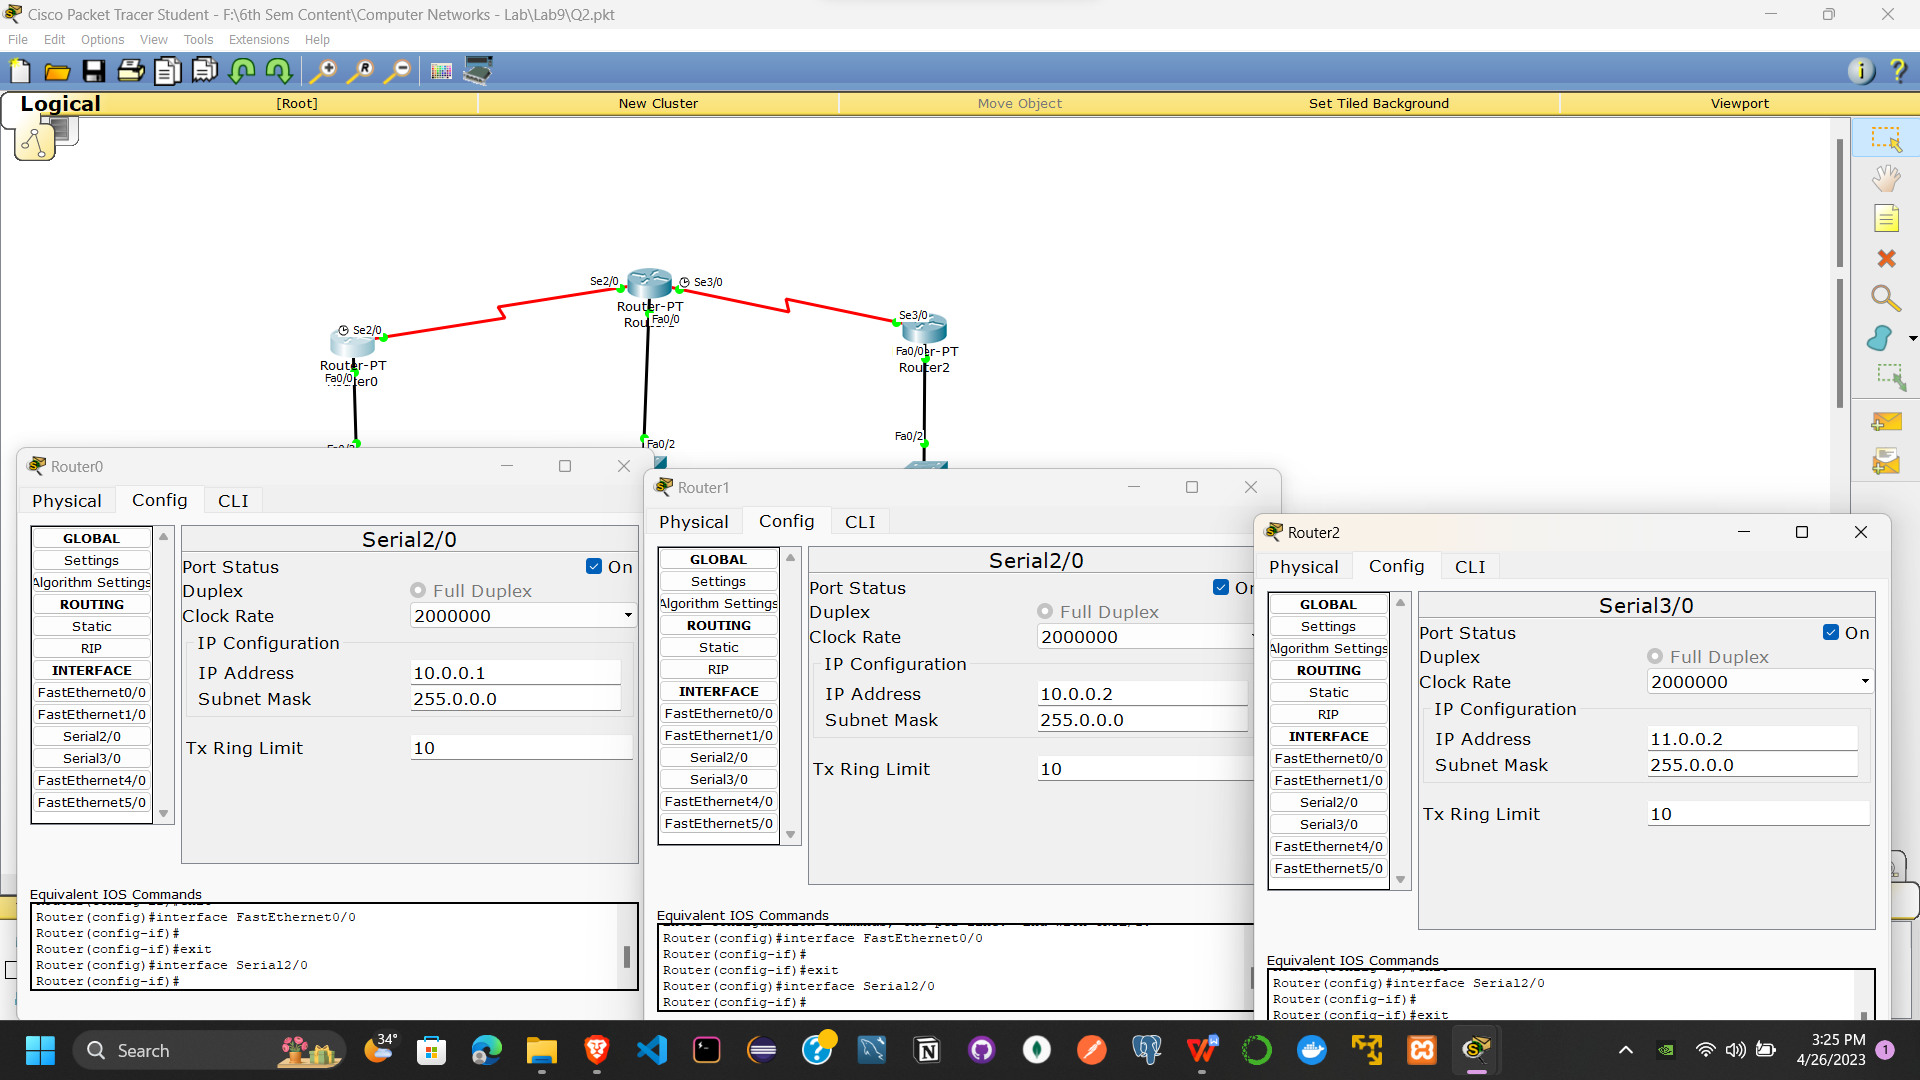 Cisco Packet Tracer Student - F:\6th Sem Content\Computer Networks - Lab\Lab9\Q2.pkt
File Edit Options View Tools Extensions Help
Logical [Root] New Cluster Move Object Set Tiled Background Viewport
Se2/0 Se3/0
Router-PT
Fa0/0
Se3/0
Se2/0
Fa0/0 er-PT
Router2
Router-PT
Fa0/0 ter0
Fa0/2
Fa0/2
Router0
Physical Config CLI
GLOBAL
Settings
Algorithm Settings
ROUTING
Static
RIP
INTERFACE
FastEthernet0/0
FastEthernet1/0
Serial2/0
Serial3/0
FastEthernet4/0
FastEthernet5/0
Serial2/0
Port Status On
Duplex Full Duplex
Clock Rate 2000000
IP Configuration
IP Address 10.0.0.1
Subnet Mask 255.0.0.0
Tx Ring Limit 10
Equivalent IOS Commands
Router(config)#interface FastEthernet0/0
Router(config-if)#
Router(config-if)#exit
Router(config)#interface Serial2/0
Router(config-if)#
Router1
Physical Config CLI
GLOBAL
Settings
Algorithm Settings
ROUTING
Static
RIP
INTERFACE
FastEthernet0/0
FastEthernet1/0
Serial2/0
Serial3/0
FastEthernet4/0
FastEthernet5/0
Serial2/0
Port Status On
Duplex Full Duplex
Clock Rate 2000000
IP Configuration
IP Address 10.0.0.2
Subnet Mask 255.0.0.0
Tx Ring Limit 10
Equivalent IOS Commands
Router(config)#interface FastEthernet0/0
Router(config-if)#
Router(config-if)#exit
Router(config)#interface Serial2/0
Router(config-if)#
Router2
Physical Config CLI
GLOBAL
Settings
Algorithm Settings
ROUTING
Static
RIP
INTERFACE
FastEthernet0/0
FastEthernet1/0
Serial2/0
Serial3/0
FastEthernet4/0
FastEthernet5/0
Serial3/0
Port Status On
Duplex Full Duplex
Clock Rate 2000000
IP Configuration
IP Address 11.0.0.2
Subnet Mask 255.0.0.0
Tx Ring Limit 10
Equivalent IOS Commands
Router(config)#interface Serial2/0
Router(config-if)#
Router(config-if)#exit
Search
34°
3:25 PM
4/26/2023
1